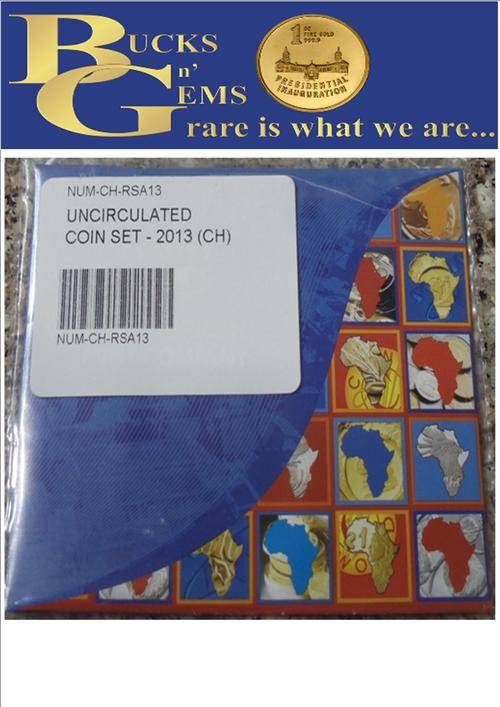 BUCKS
n'
GEMS
rare is what we are...
1 OZ
FINE GOLD
999.9
PRESIDENTIAL
INAUGURATION
NUM-CH-RSA13
UNCIRCULATED
COIN SET - 2013 (CH)
NUM-CH-RSA13